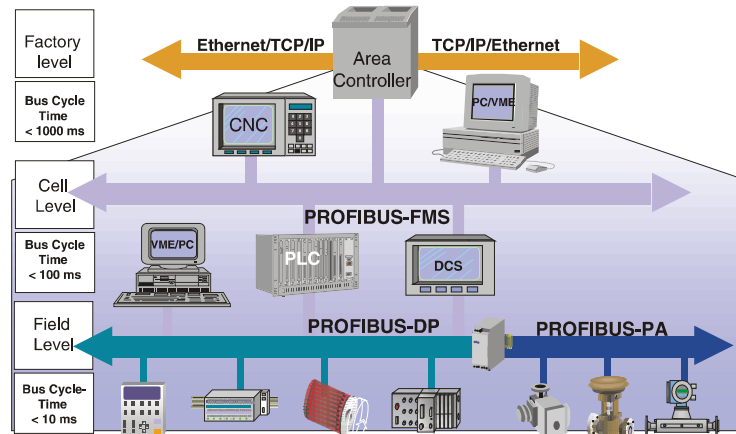 Factory
level
Ethernet/TCP/IP
Area
Controller
TCP/IP/Ethernet
Bus Cycle
Time
< 1000 ms
CNC
PC/VME
Cell
Level
PROFIBUS-FMS
Bus Cycle
Time
< 100 ms
VME/PC
PLC
DCS
Field
Level
PROFIBUS-DP
PROFIBUS-PA
Bus Cycle-
Time
< 10 ms